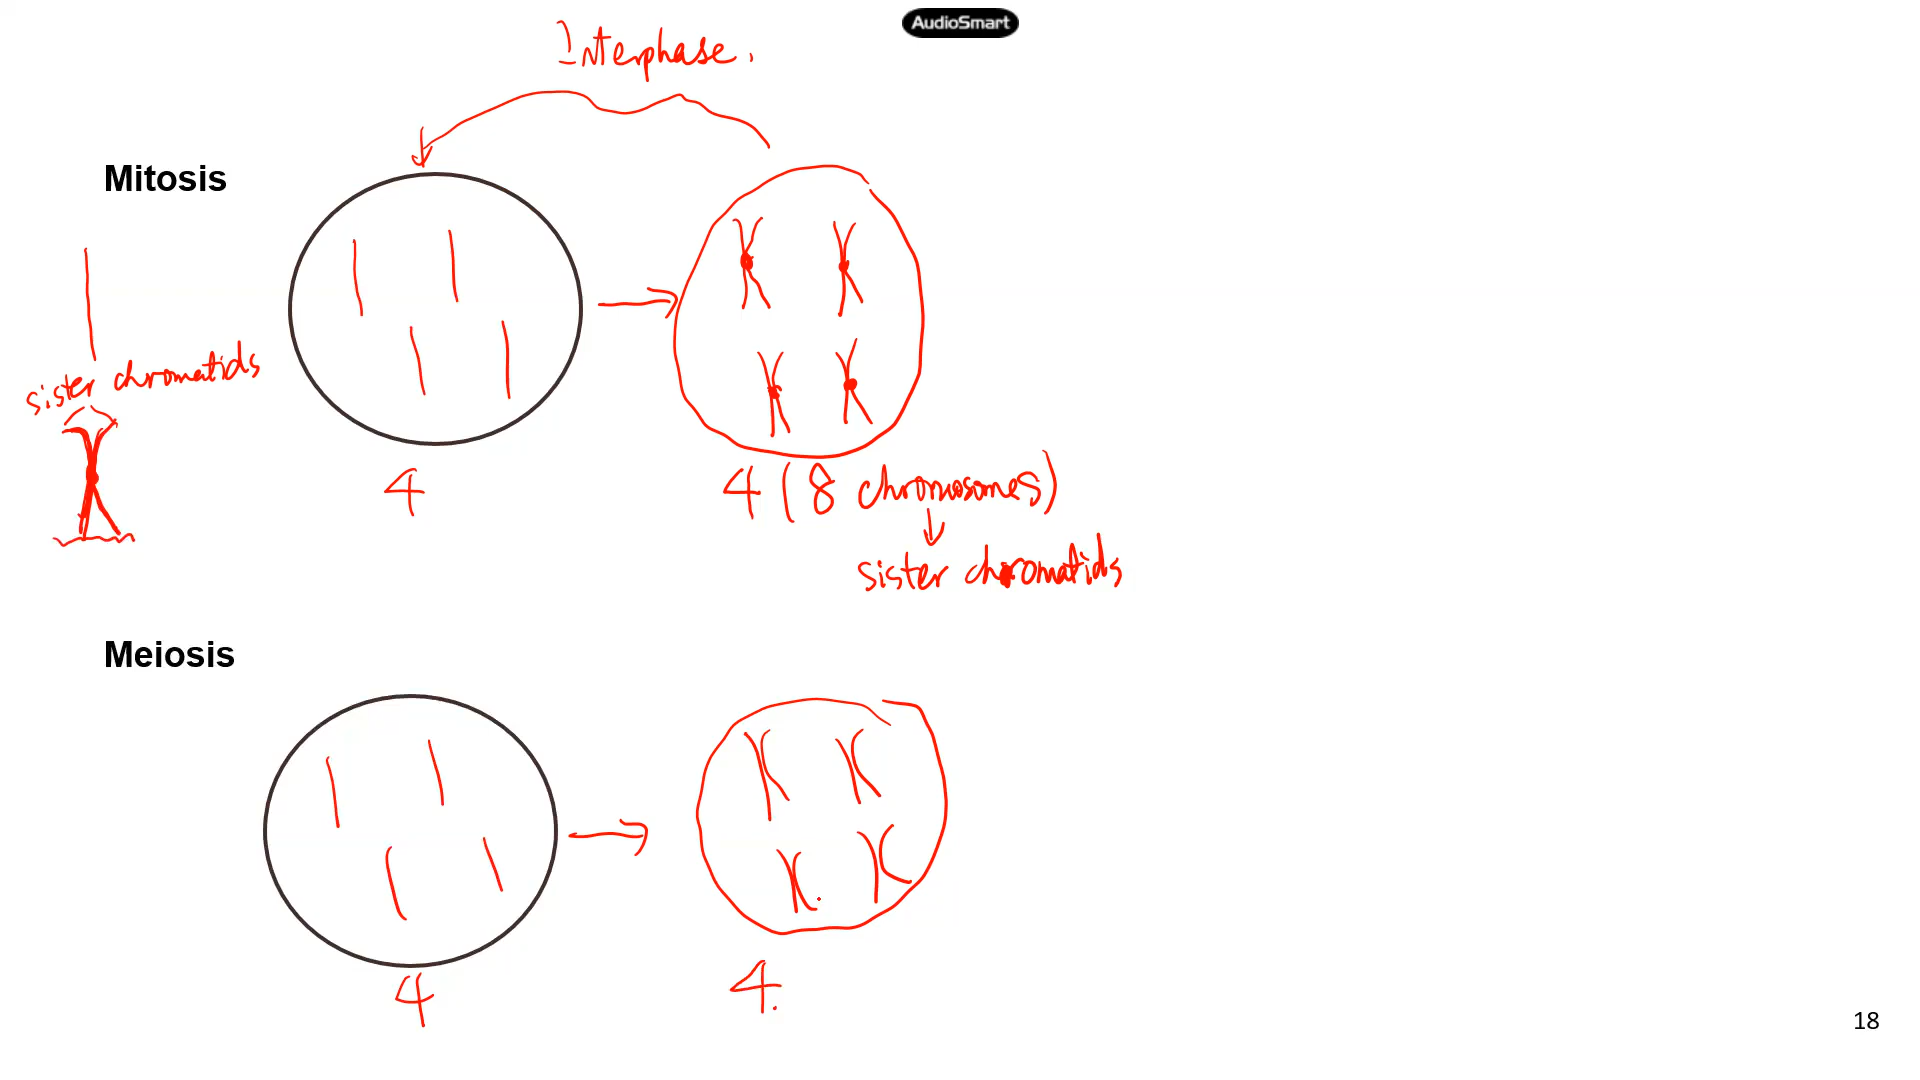 AudioSmart
Interphase.
Mitosis
sister chromatids
4
4 (8 chromosomes)
sister chromatids
Meiosis
4
4.
18